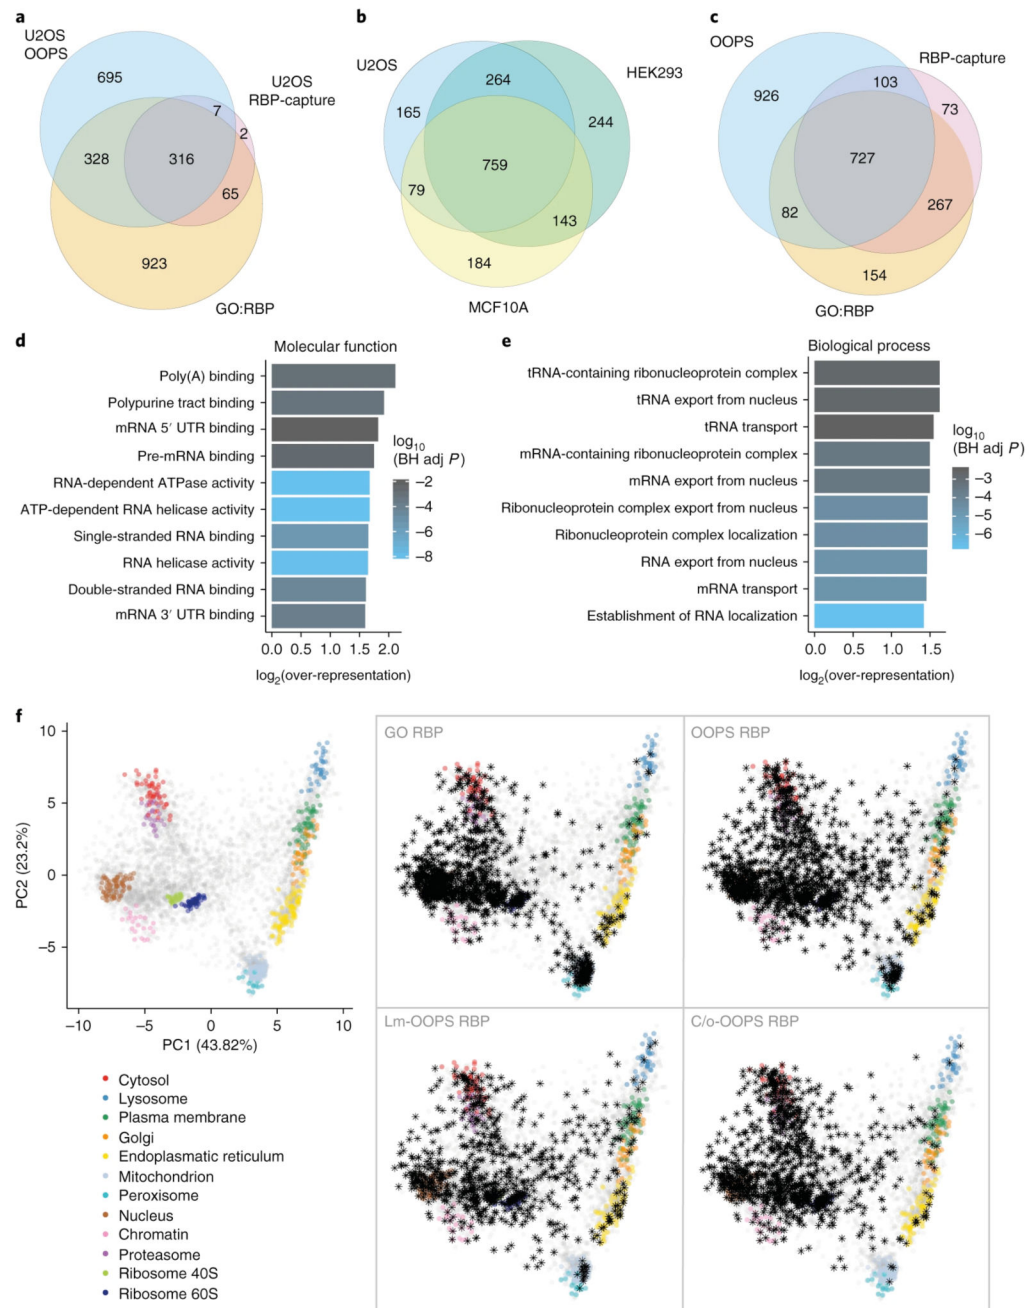 a
b
c
U2OS
OOPS
695
U2OS
RBP-capture
7
2
328
316
65
923
GO:RBP
U2OS
264
HEK293
165
244
759
79
143
184
MCF10A
OOPS
RBP-capture
103
926
73
727
82
267
154
GO:RBP
d
Molecular function
Poly(A) binding
Polypurine tract binding
mRNA 5′ UTR binding
Pre-mRNA binding
RNA-dependent ATPase activity
ATP-dependent RNA helicase activity
Single-stranded RNA binding
RNA helicase activity
Double-stranded RNA binding
mRNA 3′ UTR binding
0.0 0.5 1.0 1.5 2.0
log2(over-representation)
log10
(BH adj P)
−2
−4
−6
−8
e
Biological process
tRNA-containing ribonucleoprotein complex
tRNA export from nucleus
tRNA transport
mRNA-containing ribonucleoprotein complex
mRNA export from nucleus
Ribonucleoprotein complex export from nucleus
Ribonucleoprotein complex localization
RNA export from nucleus
mRNA transport
Establishment of RNA localization
0.0 0.5 1.0 1.5
log2(over-representation)
log10
(BH adj P)
−3
−4
−5
−6
f
10
5
0
−5
PC2 (23.2%)
−10 −5 0 5 10
PC1 (43.82%)
GO RBP
OOPS RBP
Lm-OOPS RBP
C/o-OOPS RBP
Cytosol
Lysosome
Plasma membrane
Golgi
Endoplasmatic reticulum
Mitochondrion
Peroxisome
Nucleus
Chromatin
Proteasome
Ribosome 40S
Ribosome 60S